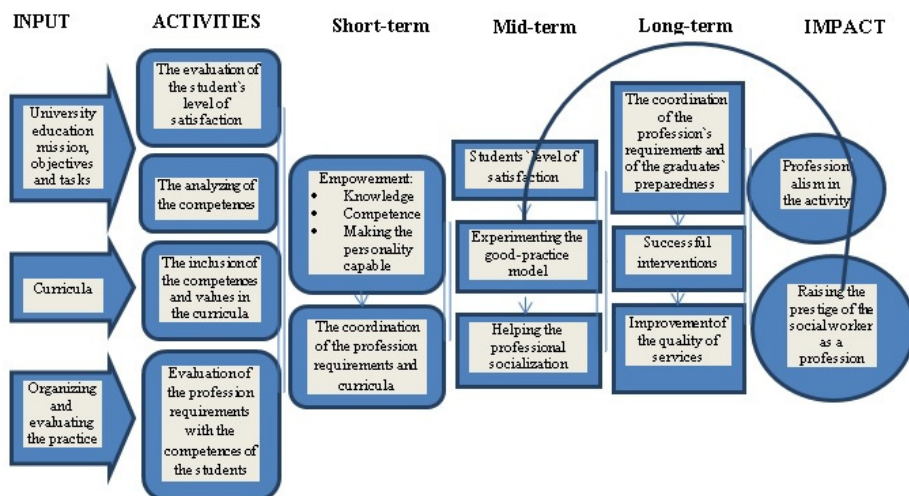 INPUT
ACTIVITIES
Short-term
Mid-term
Long-term
IMPACT
University
education
mission,
objectives
and tasks
Curricula
Organizing
and
evaluating
the practice
The evaluation of
the student`s
level of
satisfaction
The analyzing of
the competences
The inclusion of
the competences
and values in
the curricula
Evaluation of
the profession
requirements
with the
competences of
the students
Empowerment:
• Knowledge
• Competence
• Making the
personality
capable
The coordination
of the profession
requirements and
curricula
Students` level of
satisfaction
Experimenting the
good-practice
model
Helping the
professional
socialization
The coordination
of the
profession`s
requirements and
of the graduates`
preparedness
Successful
interventions
Improvement of
the quality of
services
Profession
alism in
the activity
Raising the
prestige of the
social worker
as a
profession